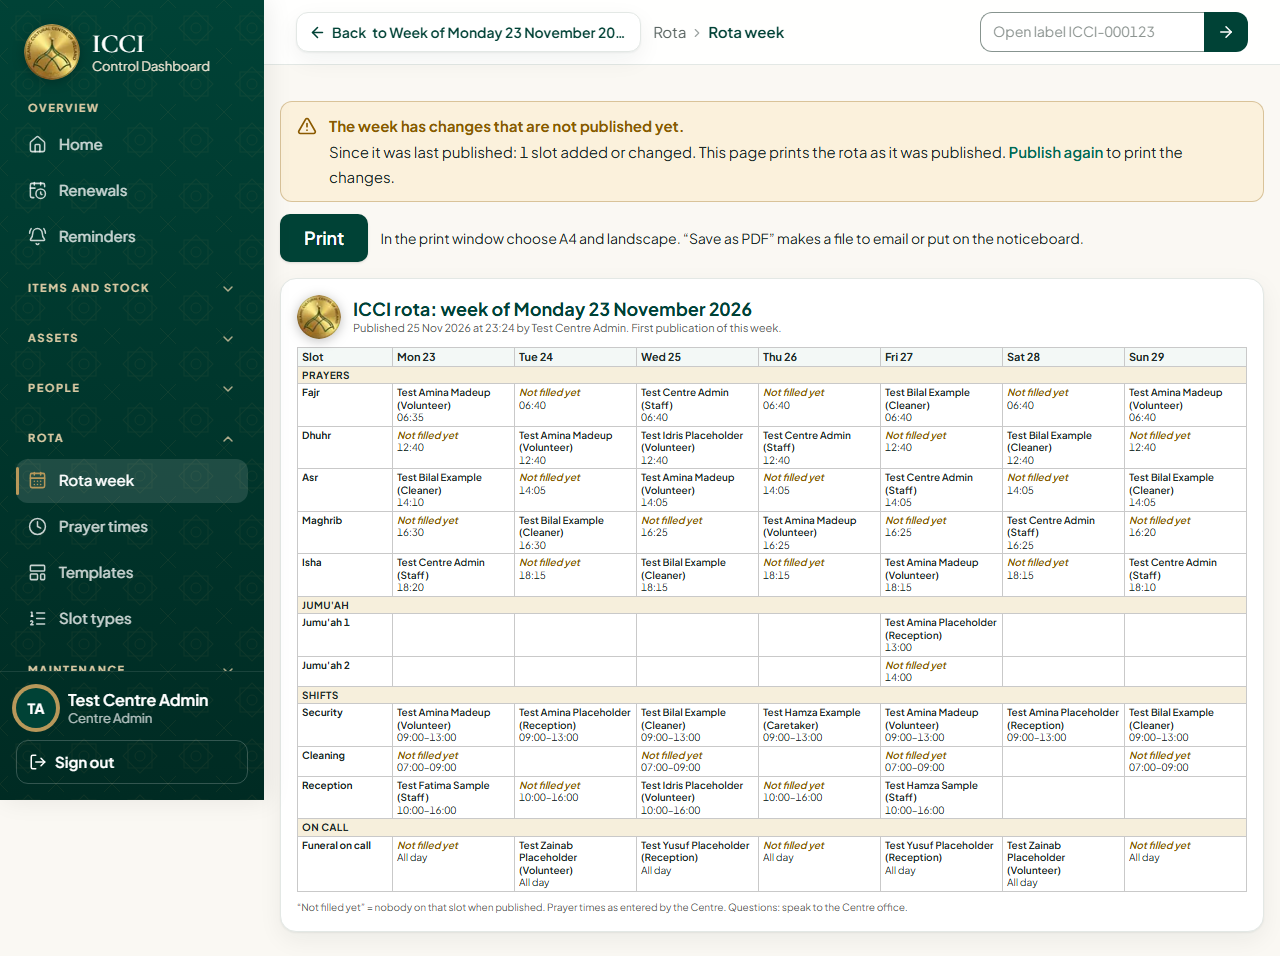 ICCI
Control Dashboard
OVERVIEW
Home
Renewals
Reminders
ITEMS AND STOCK
ASSETS
PEOPLE
ROTA
Rota week
Prayer times
Templates
Slot types
MAINTENANCE
TA
Test Centre Admin
Centre Admin
Sign out
Back to Week of Monday 23 November 20...
Rota > Rota week
Open label ICCI-000123
The week has changes that are not published yet.
Since it was last published: 1 slot added or changed. This page prints the rota as it was published. Publish again to print the
changes.
Print
In the print window choose A4 and landscape. “Save as PDF” makes a file to email or put on the noticeboard.
ICCI rota: week of Monday 23 November 2026
Published 25 Nov 2026 at 23:24 by Test Centre Admin. First publication of this week.
Slot Mon 23 Tue 24 Wed 25 Thu 26 Fri 27 Sat 28 Sun 29
PRAYERS
Fajr Test Amina Madeup Not filled yet Test Centre Admin Not filled yet Test Bilal Example Not filled yet Test Amina Madeup
(Volunteer) 06:40 (Staff) 06:40 (Cleaner) 06:40 (Volunteer)
06:35 06:40 06:40 06:40
Dhuhr Not filled yet Test Amina Madeup Test Idris Placeholder Test Centre Admin Not filled yet Test Bilal Example Not filled yet
12:40 (Volunteer) (Volunteer) (Staff) 12:40 (Cleaner) 12:40
12:40 12:40 12:40 12:40
Asr Test Bilal Example Not filled yet Test Amina Madeup Not filled yet Test Centre Admin Not filled yet Test Bilal Example
(Cleaner) 14:05 (Volunteer) 14:05 (Staff) 14:05 (Cleaner)
14:10 14:05 14:05 14:05
Maghrib Not filled yet Test Bilal Example Not filled yet Test Amina Madeup Not filled yet Test Centre Admin Not filled yet
16:30 (Cleaner) 16:25 (Volunteer) 16:25 (Staff) 16:20
16:30 16:25 16:25
Isha Test Centre Admin Not filled yet Test Bilal Example Not filled yet Test Amina Madeup Not filled yet Test Centre Admin
(Staff) 18:15 (Cleaner) 18:15 (Volunteer) 18:15 (Staff)
18:20 18:15 18:15 18:10
JUMU'AH
Jumu'ah 1 Test Amina Placeholder
(Reception)
13:00
Jumu'ah 2 Not filled yet
14:00
SHIFTS
Security Test Amina Madeup Test Amina Placeholder Test Bilal Example Test Hamza Example Test Amina Madeup Test Amina Placeholder Test Bilal Example
(Volunteer) (Reception) (Cleaner) (Caretaker) (Volunteer) (Reception) (Cleaner)
09:00–13:00 09:00–13:00 09:00–13:00 09:00–13:00 09:00–13:00 09:00–13:00 09:00–13:00
Cleaning Not filled yet Not filled yet Not filled yet Not filled yet
07:00–09:00 07:00–09:00 07:00–09:00 07:00–09:00
Reception Test Fatima Sample Not filled yet Test Idris Placeholder Not filled yet Test Hamza Sample
(Staff) 10:00–16:00 (Volunteer) 10:00–16:00 (Staff)
10:00–16:00 10:00–16:00 10:00–16:00
ON CALL
Funeral on call Not filled yet Test Zainab Test Yusuf Placeholder Not filled yet Test Yusuf Placeholder Test Zainab Not filled yet
All day Placeholder (Reception) All day (Reception) Placeholder All day
(Volunteer) All day All day (Volunteer)
All day All day
“Not filled yet” = nobody on that slot when published. Prayer times as entered by the Centre. Questions: speak to the Centre office.